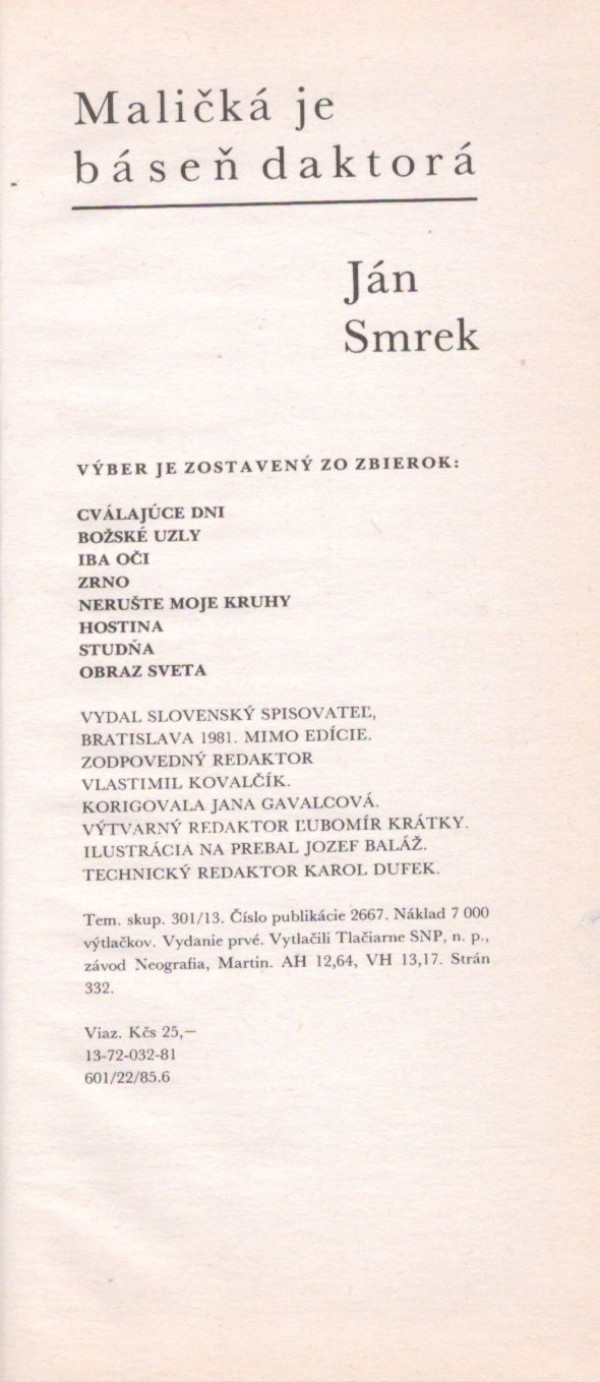 Maličká je
báseň daktorá
Ján
Smrek
VÝBER JE ZOSTAVENÝ ZO ZBIEROK:
CVÁLAJÚCE DNI
BOŽSKÉ UZLY
IBA OČI
ZRNO
NERUŠTE MOJE KRUHY
HOSTINA
STUDŇA
OBRAZ SVETA
VYDAL SLOVENSKÝ SPISOVATEĽ,
BRATISLAVA 1981. MIMO EDÍCIE.
ZODPOVEDNÝ REDAKTOR
VLASTIMIL KOVALČÍK.
KORIGOVALA JANA GAVALCOVÁ.
VÝTVARNÝ REDAKTOR ĽUBOMÍR KRÁTKY.
ILUSTRÁCIA NA PREBAL JOZEF BALÁŽ.
TECHNICKÝ REDAKTOR KAROL DUFEK.
Tem. skup. 301/13. Číslo publikácie 2667. Náklad 7 000
výtlačkov. Vydanie prvé. Vytlačili Tlačiarne SNP, n. p.,
závod Neografia, Martin. AH 12,64, VH 13,17. Strán
332.
Viaz. Kčs 25,—
13-72-032-81
601/22/85.6